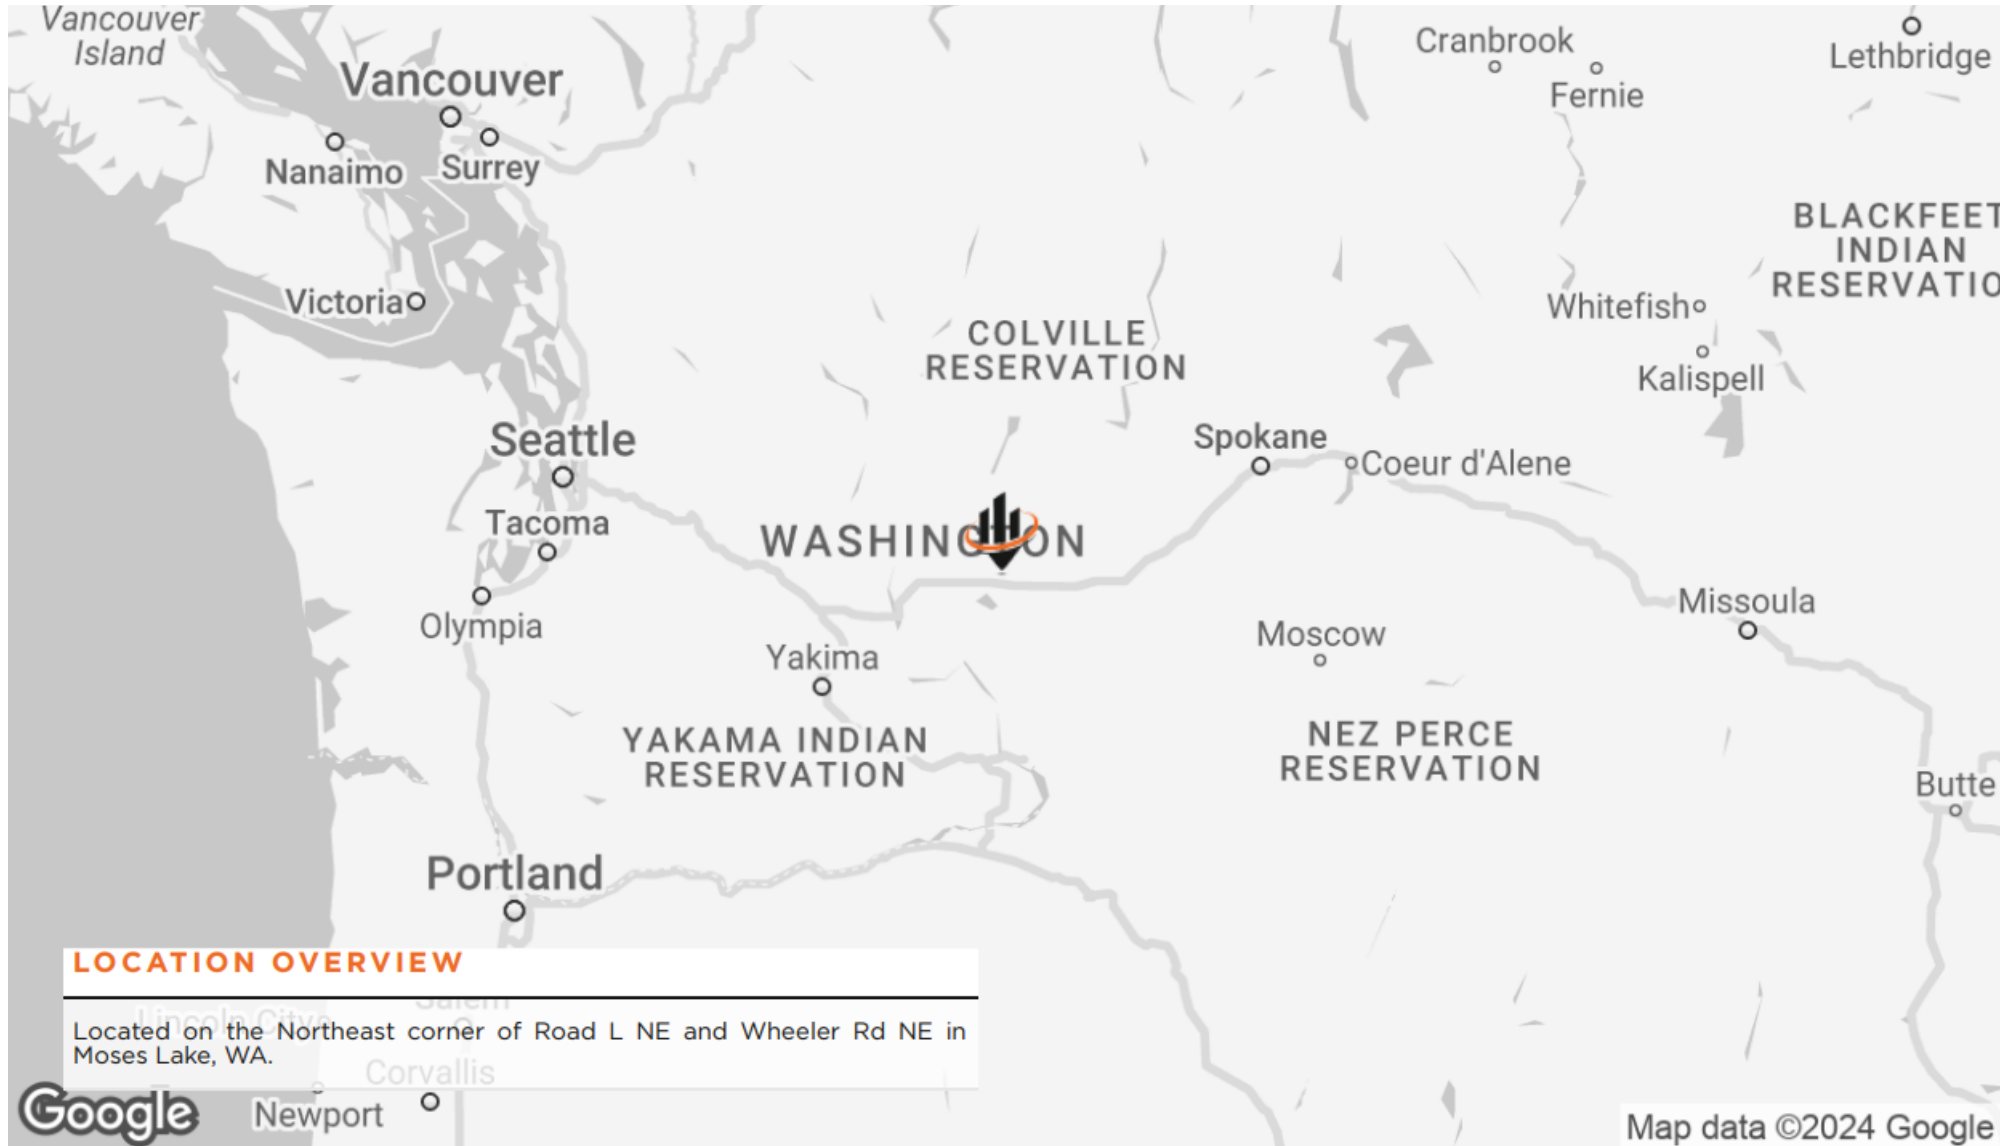 Vancouver
Island
Vancouver
Nanaimo
Surrey
Cranbrook
Fernie
Lethbridge
BLACKFEET
INDIAN
RESERVATIO
Victoria
Whitefish
Kalispell
COLVILLE
RESERVATION
Seattle
Spokane
Coeur d'Alene
Tacoma
WASHINGTON
Olympia
Missoula
Moscow
Yakima
YAKAMA INDIAN
RESERVATION
NEZ PERCE
RESERVATION
Butte
Portland
LOCATION OVERVIEW
Salem
Lincoln City
Located on the Northeast corner of Road L NE and Wheeler Rd NE in
Moses Lake, WA.
Corvallis
Newport
Google
Map data ©2024 Google